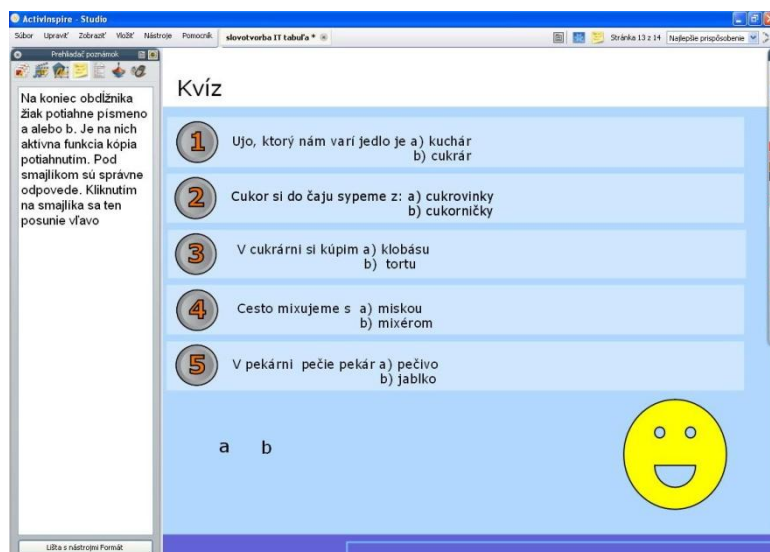 ActivInspire - Studio
Súbor Upraviť Zobraziť Vložiť Nástroje Pomocník slovotvorba IT tabuľa * Stránka 13 z 14 Najlepšie prispôsobenie
Prehliadač poznámok
Na koniec obdĺžnika
žiak potiahne písmeno
a alebo b. Je na nich
aktívna funkcia kópia
potiahnutím. Pod
smajlíkom sú správne
odpovede. Kliknutím
na smajlíka sa ten
posunie vľavo
Lišta s nástrojmi Formát
Kvíz
1 Ujo, ktorý nám varí jedlo je a) kuchár
b) cukrár
2 Cukor si do čaju sypeme z: a) cukrovinky
b) cukorničky
3 V cukrárni si kúpim a) klobásu
b) tortu
4 Cesto mixujeme s a) miskou
b) mixérom
5 V pekárni pečie pekár a) pečivo
b) jablko
a b